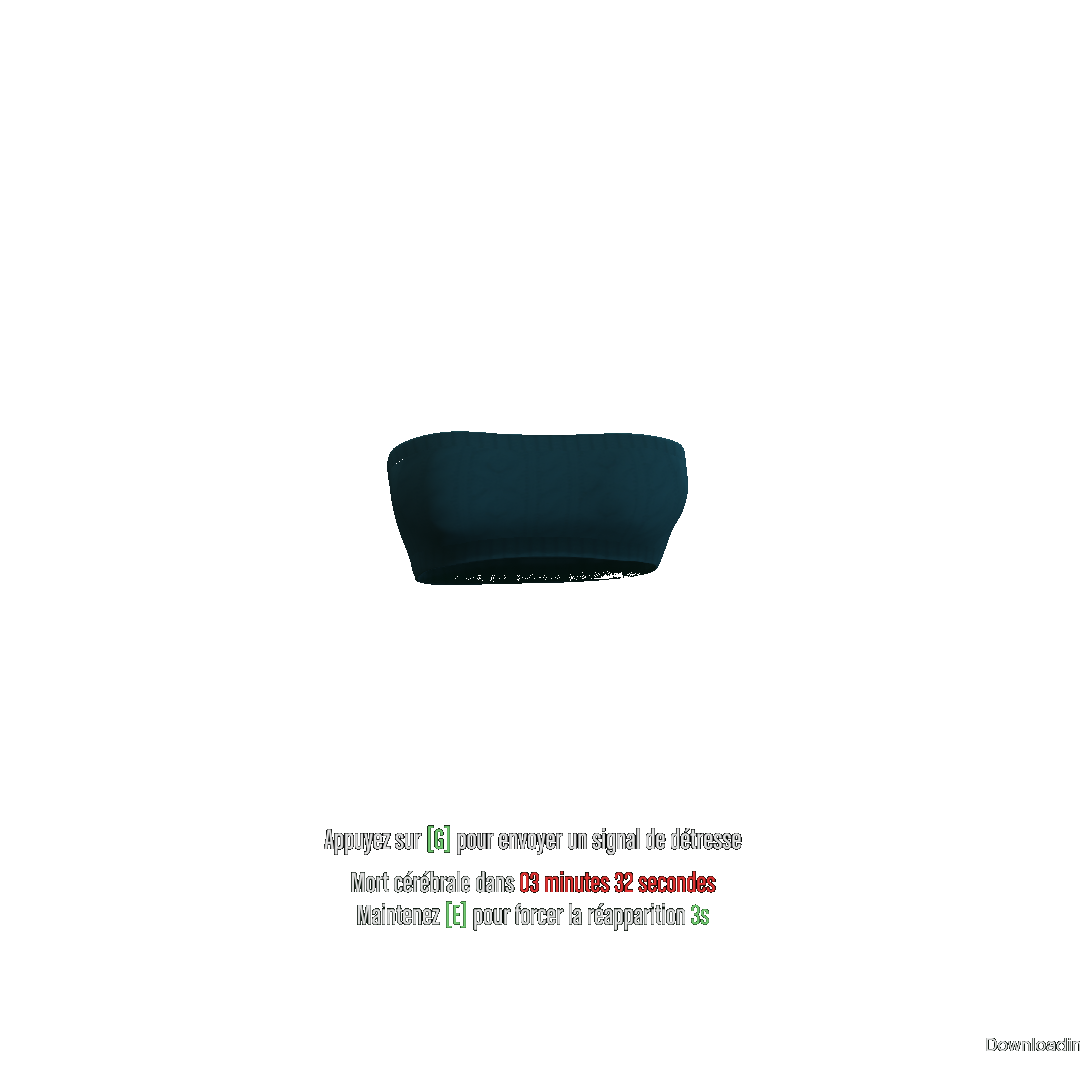 Appuyez sur [G] pour envoyer un signal de détresse
Mort cérébrale dans 03 minutes 32 secondes
Maintenez [E] pour forcer la réapparition 3s
Downloadin